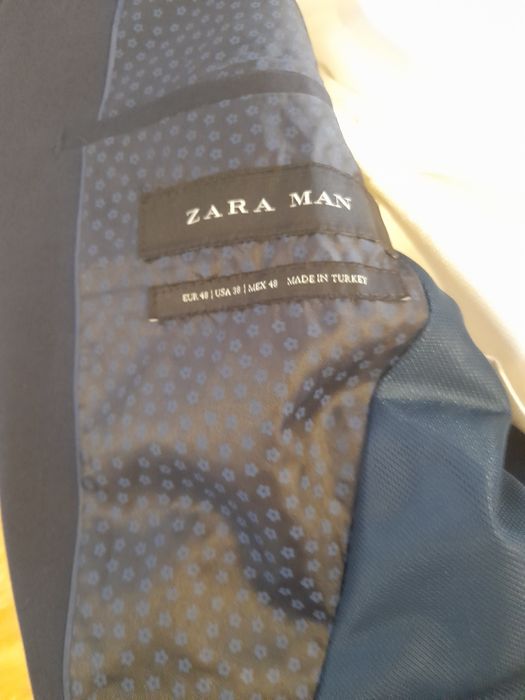 ZARA MAN
EUR 48 | USA 38 | MEX 48 MADE IN TURKEY